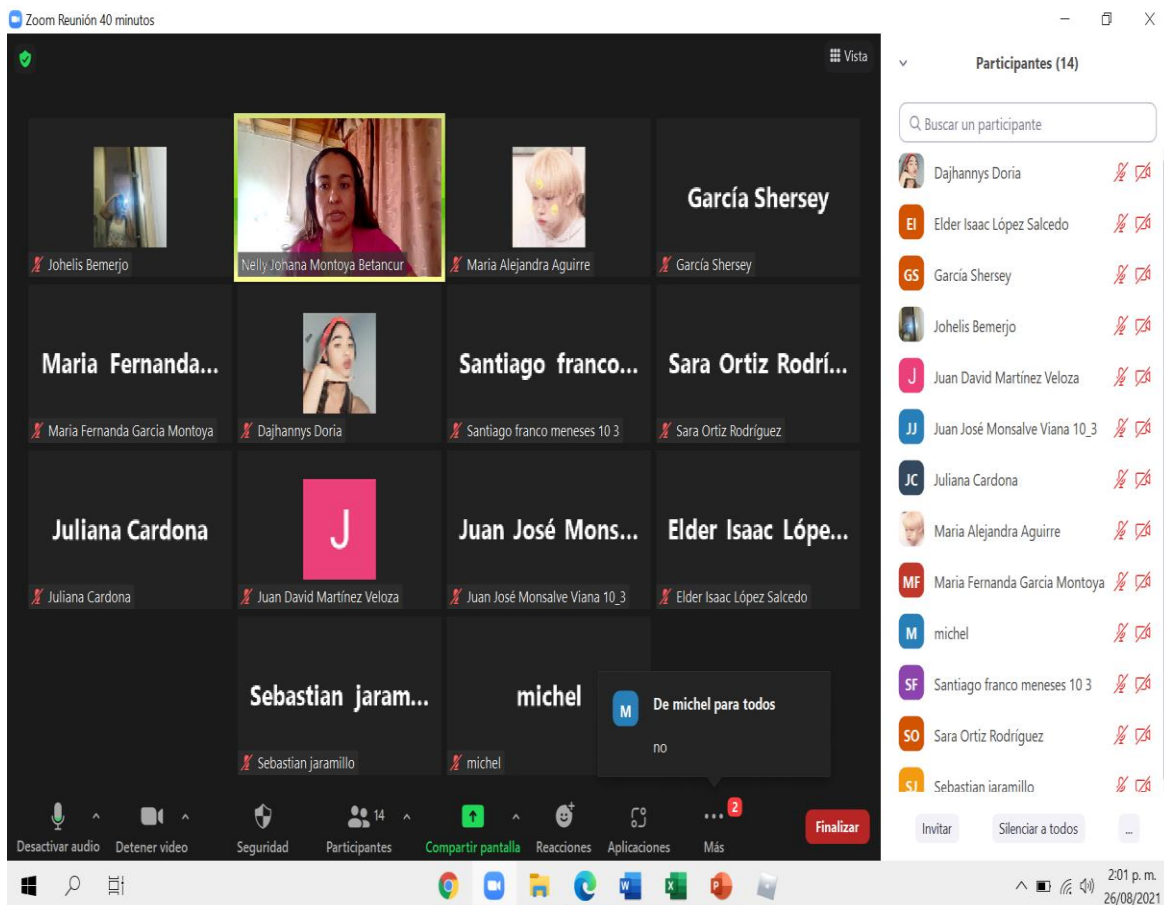 Zoom Reunión 40 minutos
Vista
Johelis Bemerjo
Nelly Johana Montoya Betancur
Maria Alejandra Aguirre
García Shersey
García Shersey
Maria Fernanda...
Maria Fernanda Garcia Montoya
Dajhannys Doria
Santiago franco...
Santiago franco meneses 10 3
Sara Ortiz Rodrí...
Sara Ortiz Rodríguez
Juliana Cardona
Juliana Cardona
J
Juan David Martínez Veloza
Juan José Mons...
Juan José Monsalve Viana 10_3
Elder Isaac Lópe...
Elder Isaac López Salcedo
Sebastian jaram...
Sebastian jaramillo
michel
michel
M
De michel para todos
no
Desactivar audio
Detener video
Seguridad
14
Participantes
Compartir pantalla
Reacciones
Aplicaciones
2
Más
Finalizar
Participantes (14)
Buscar un participante
Dajhannys Doria
EI Elder Isaac López Salcedo
GS García Shersey
Johelis Bemerjo
J Juan David Martínez Veloza
JJ Juan José Monsalve Viana 10_3
JC Juliana Cardona
Maria Alejandra Aguirre
MF Maria Fernanda Garcia Montoya
M michel
SF Santiago franco meneses 10 3
SO Sara Ortiz Rodríguez
SJ Sebastian jaramillo
Invitar
Silenciar a todos
...
2:01 p. m.
26/08/2021